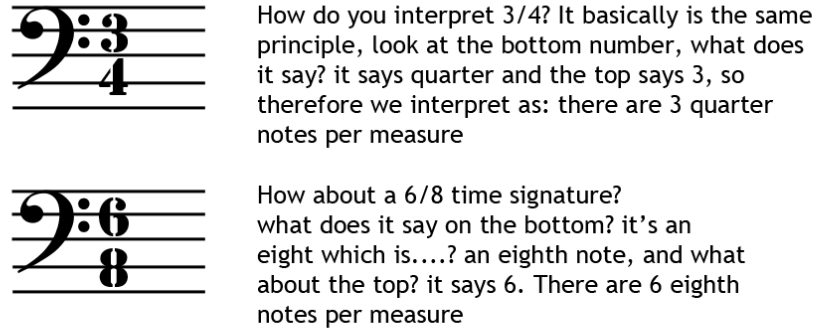 3
4
How do you interpret 3/4? It basically is the same
principle, look at the bottom number, what does
it say? it says quarter and the top says 3, so
therefore we interpret as: there are 3 quarter
notes per measure
6
8
How about a 6/8 time signature?
what does it say on the bottom? it's an
eight which is....? an eighth note, and what
about the top? it says 6. There are 6 eighth
notes per measure